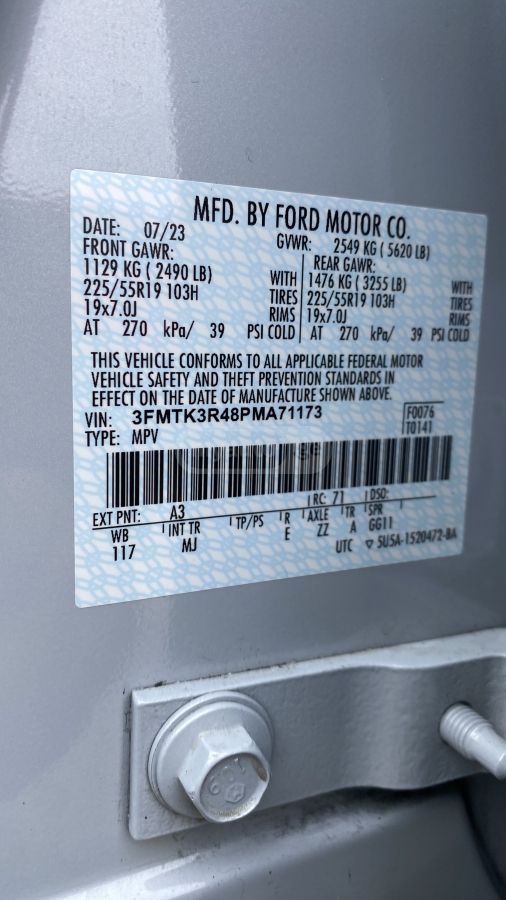 MFD. BY FORD MOTOR CO.
DATE: 07/23 GVWR: 2549 KG ( 5620 LB)
FRONT GAWR: REAR GAWR:
1129 KG ( 2490 LB) WITH 1476 KG ( 3255 LB) WITH
225/55R19 103H TIRES 225/55R19 103H TIRES
19x7.0J RIMS 19x7.0J RIMS
AT 270 kPa/ 39 PSI COLD AT 270 kPa/ 39 PSI COLD
THIS VEHICLE CONFORMS TO ALL APPLICABLE FEDERAL MOTOR
VEHICLE SAFETY AND THEFT PREVENTION STANDARDS IN
EFFECT ON THE DATE OF MANUFACTURE SHOWN ABOVE.
VIN: 3FMTK3R48PMA71173 F0076
TYPE: MPV T0141
EXT PNT: A3 RC: 71 DSO:
WB INT TR TP/PS R AXLE TR SPR
117 MJ E ZZ A GG11
UTC ▽ 5U5A-1520472-BA
109